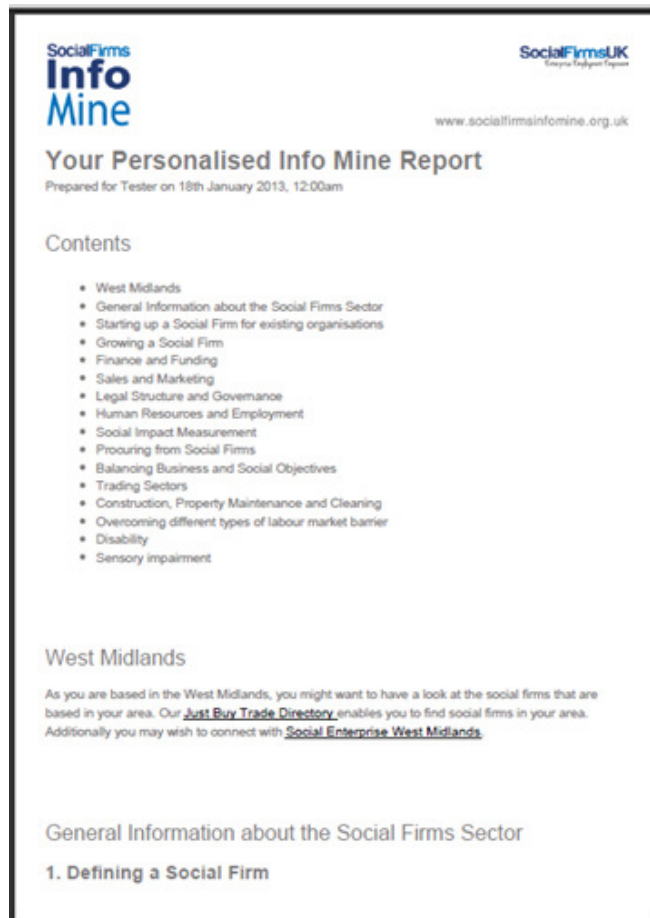 SocialFirms
Info
Mine
SocialFirmsUK
Enterprise Employment Empower
www.socialfirmsinfomine.org.uk
Your Personalised Info Mine Report
Prepared for Tester on 18th January 2013, 12:00am
Contents
• West Midlands
• General Information about the Social Firms Sector
• Starting up a Social Firm for existing organisations
• Growing a Social Firm
• Finance and Funding
• Sales and Marketing
• Legal Structure and Governance
• Human Resources and Employment
• Social Impact Measurement
• Procuring from Social Firms
• Balancing Business and Social Objectives
• Trading Sectors
• Construction, Property Maintenance and Cleaning
• Overcoming different types of labour market barrier
• Disability
• Sensory impairment
West Midlands
As you are based in the West Midlands, you might want to have a look at the social firms that are
based in your area. Our Just Buy Trade Directory enables you to find social firms in your area.
Additionally you may wish to connect with Social Enterprise West Midlands.
General Information about the Social Firms Sector
1. Defining a Social Firm